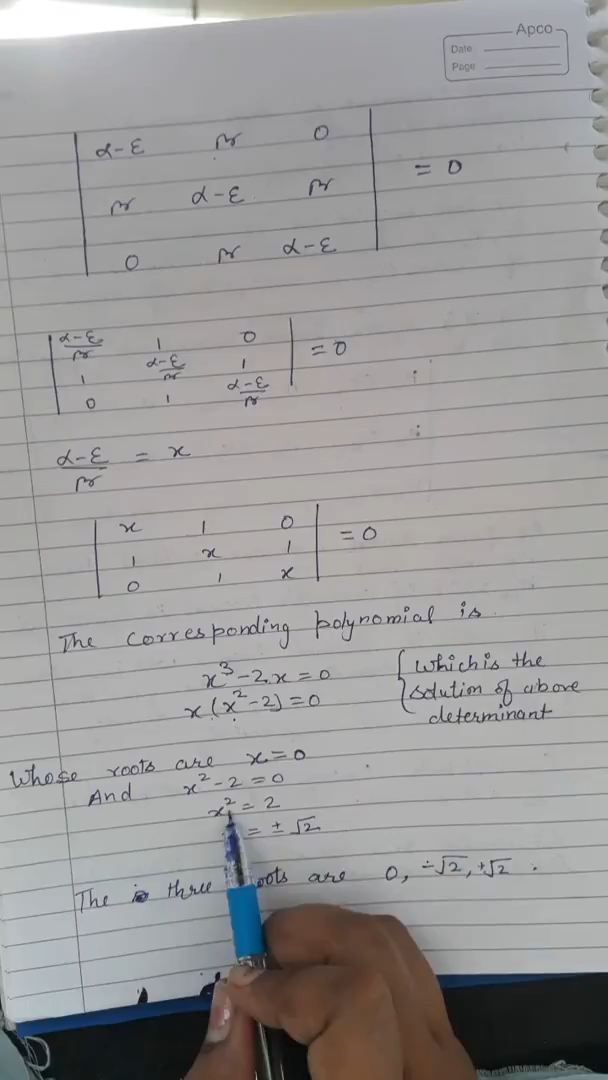 Apco
Date
Page
α-ε β 0
β α-ε β = 0
0 β α-ε
α-ε/β 1 0
1 α-ε/β 1 = 0
0 1 α-ε/β
α-ε/β = x
x 1 0
1 x 1 = 0
0 1 x
The corresponding polynomial is
x³-2x = 0
x(x²-2) = 0
{ which is the
solution of above
determinant
Whose roots are x = 0
And x²-2 = 0
x² = 2
= ±√2
The three roots are 0, -√2, +√2.